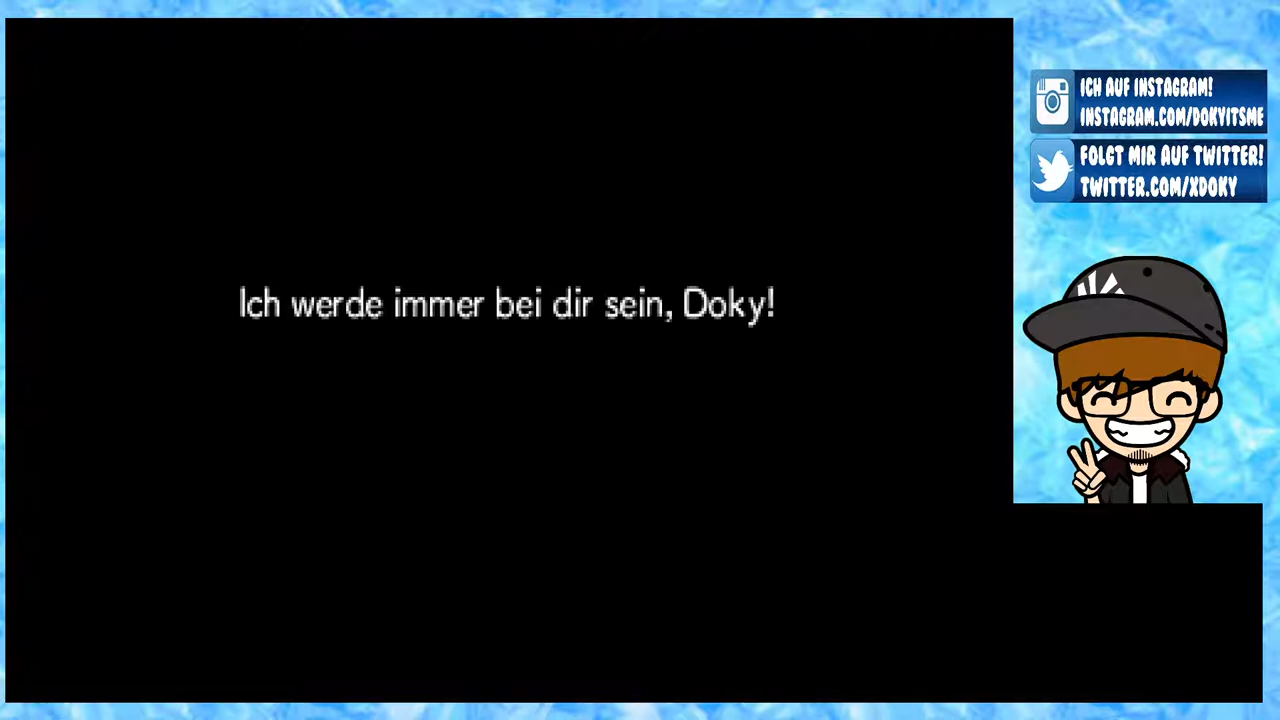 Ich werde immer bei dir sein, Doky!
ICH AUF INSTAGRAM!
INSTAGRAM.COM/DOKYITSME
FOLGT MIR AUF TWITTER!
TWITTER.COM/XDOKY